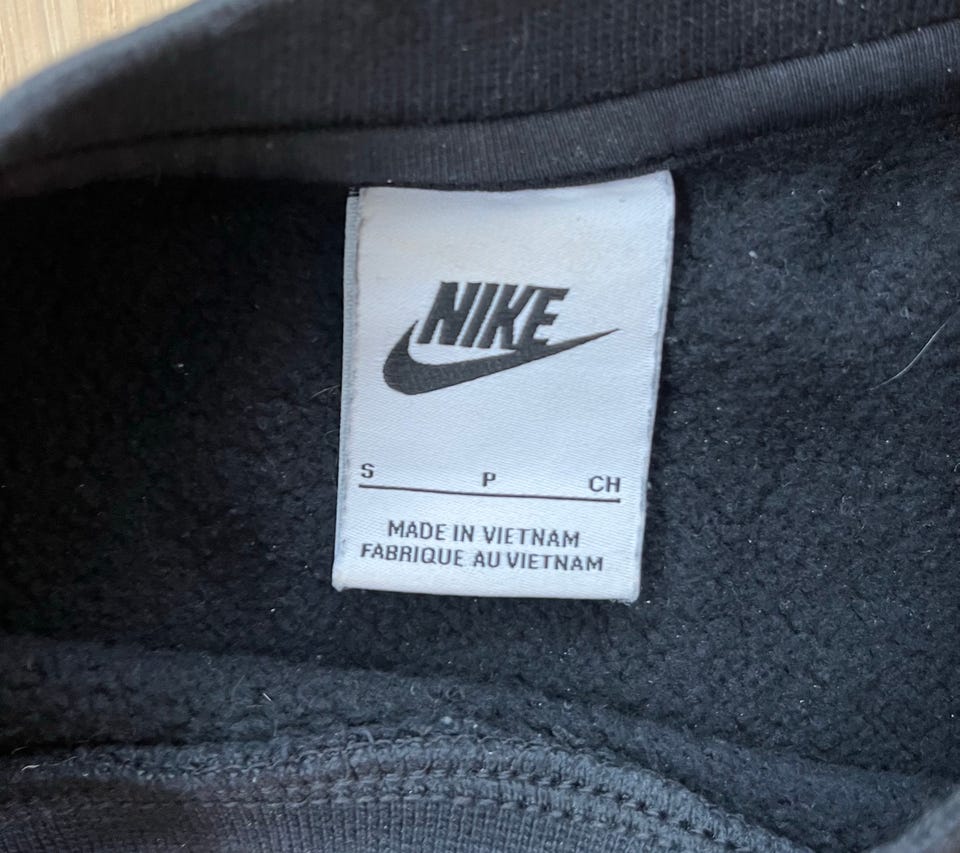 NIKE
S P CH
MADE IN VIETNAM
FABRIQUE AU VIETNAM